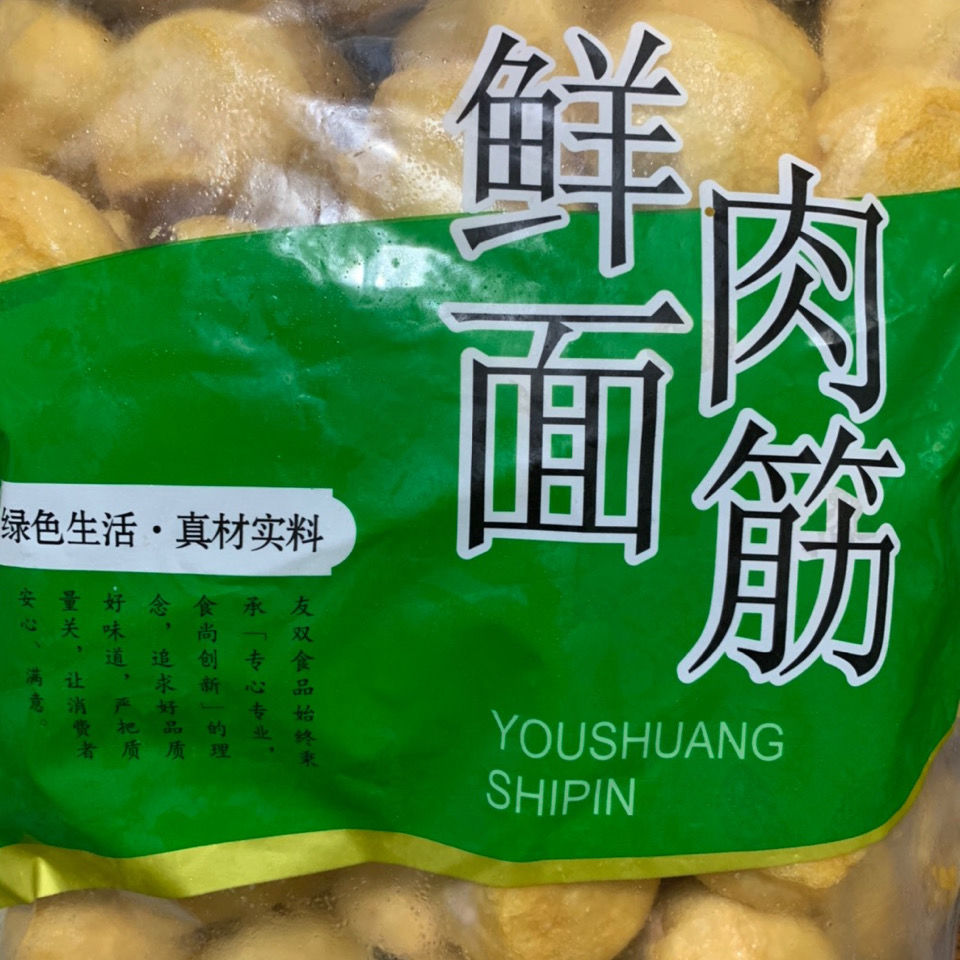 鲜肉
面筋
绿色生活·真材实料
友双食品始终秉
承「专心专业，
食尚创新」的理
念，追求好品质
好味道，严把质
量关，让消费者
安心、满意。
YOUSHUANG
SHIPIN